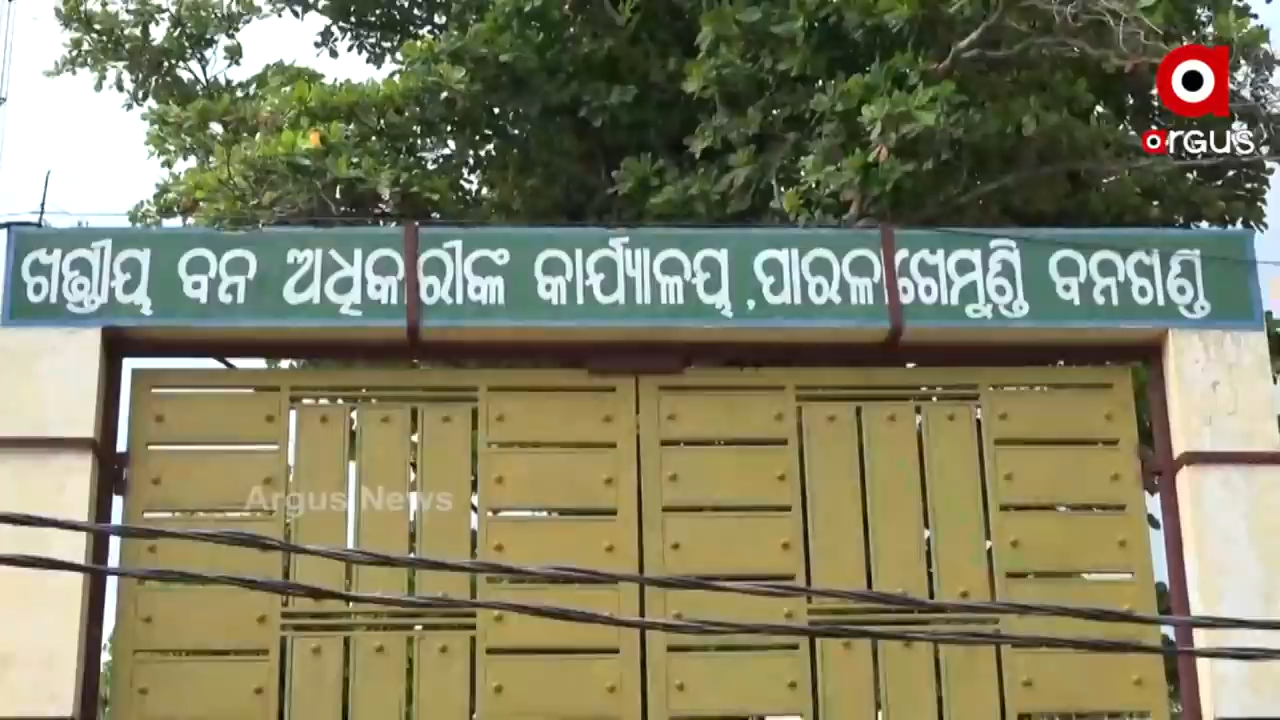 argus
ଖଣ୍ଡୀୟ ବନ ଅଧିକାରୀଙ୍କ କାର୍ଯ୍ୟାଳୟ ,ପାରଳାଖେମୁଣ୍ଡି ବନଖଣ୍ଡ
Argus News